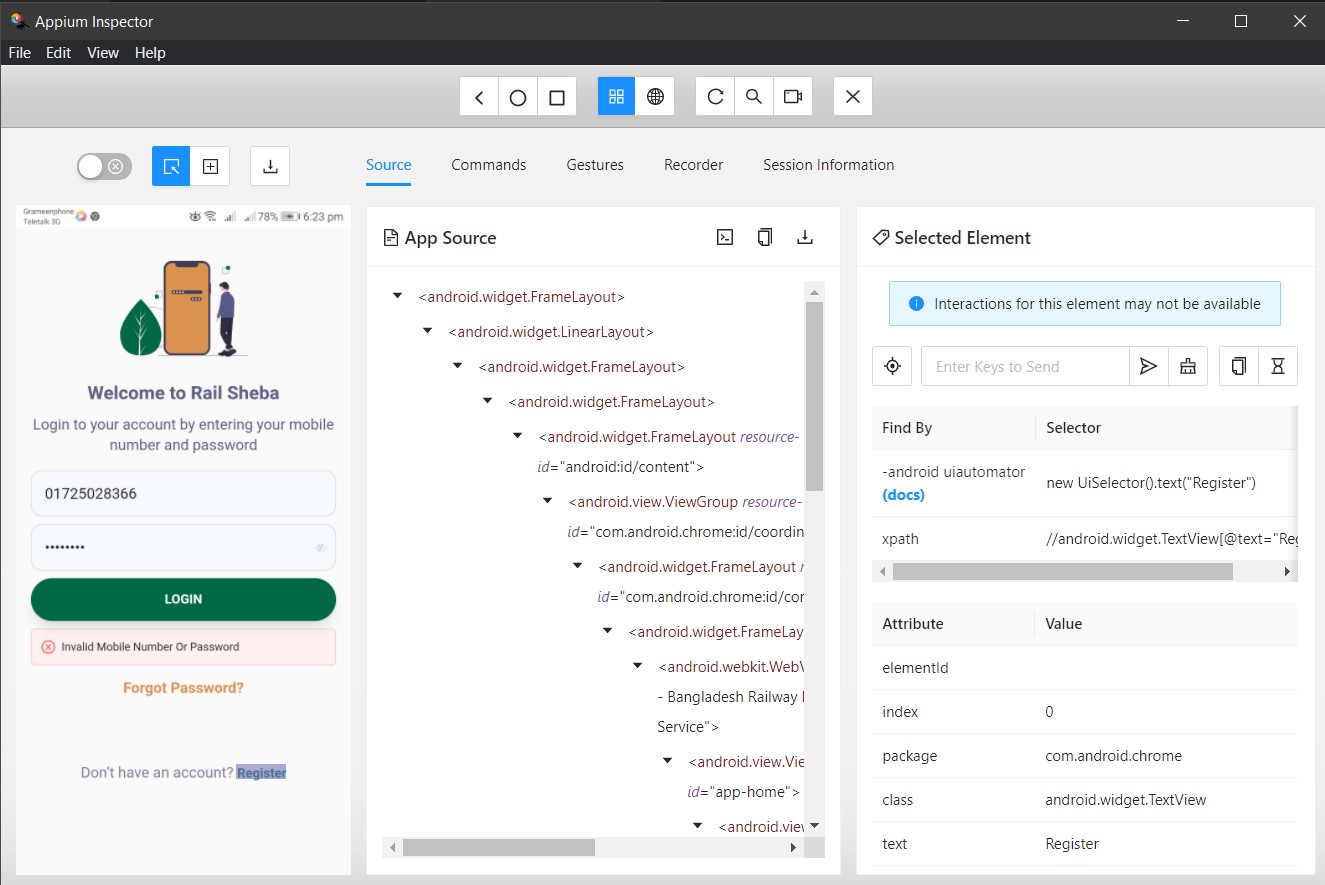 Appium Inspector
File Edit View Help
Source Commands Gestures Recorder Session Information
Grameenphone
Teletalk 3G
78% 6:23 pm
Welcome to Rail Sheba
Login to your account by entering your mobile
number and password
01725028366
••••••••
LOGIN
Invalid Mobile Number Or Password
Forgot Password?
Don't have an account? Register
App Source
<android.widget.FrameLayout>
<android.widget.LinearLayout>
<android.widget.FrameLayout>
<android.widget.FrameLayout>
<android.widget.FrameLayout resource-
id="android:id/content">
<android.view.ViewGroup resource-
id="com.android.chrome:id/coordin
<android.widget.FrameLayout r
id="com.android.chrome:id/cor
<android.widget.FrameLay
<android.webkit.WebV
- Bangladesh Railway
Service">
<android.view.Vie
id="app-home">
<android.view
Selected Element
Interactions for this element may not be available
Enter Keys to Send
Find By Selector
-android uiautomator
(docs)
new UiSelector().text("Register")
xpath //android.widget.TextView[@text="Reg
Attribute Value
elementId
index 0
package com.android.chrome
class android.widget.TextView
text Register